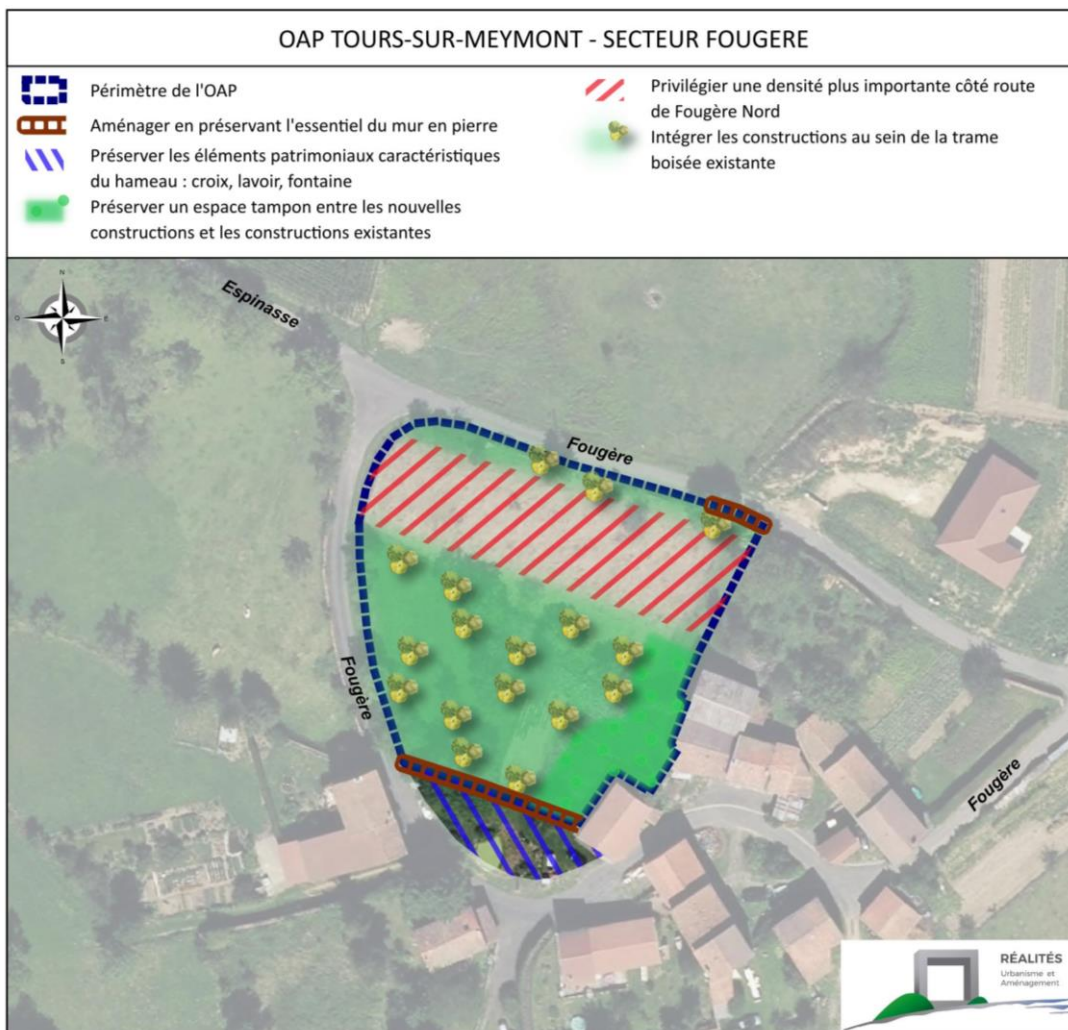 OAP TOURS-SUR-MEYMONT - SECTEUR FOUGERE
Périmètre de l'OAP
Aménager en préservant l'essentiel du mur en pierre
Préserver les éléments patrimoniaux caractéristiques
du hameau : croix, lavoir, fontaine
Préserver un espace tampon entre les nouvelles
constructions et les constructions existantes
Privilégier une densité plus importante côté route
de Fougère Nord
Intégrer les constructions au sein de la trame
boisée existante
N
O
E
S
Espinasse
Fougère
Fougère
Fougère
RÉALITÉS
Urbanisme et
Aménagement